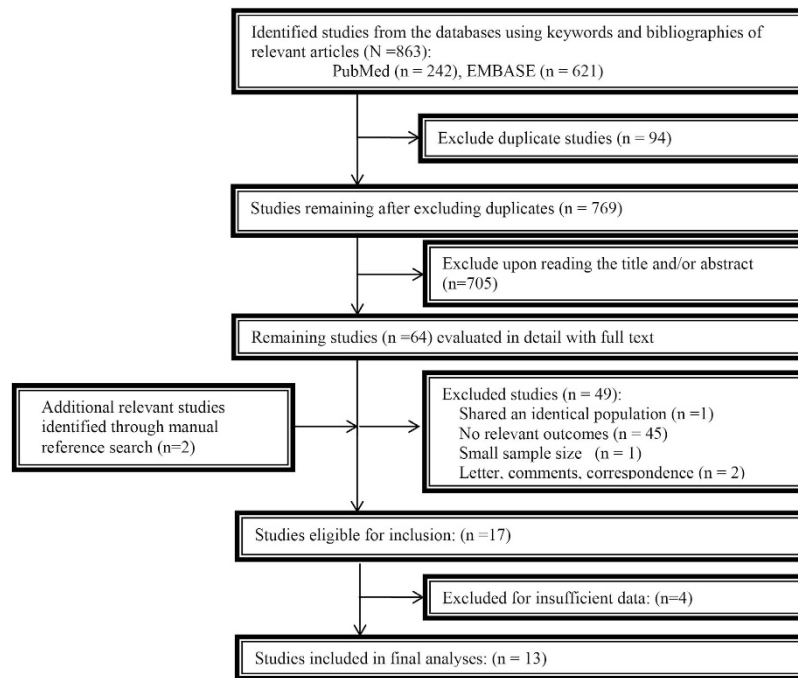 Identified studies from the databases using keywords and bibliographies of
relevant articles (N =863):
PubMed (n = 242), EMBASE (n = 621)
Exclude duplicate studies (n = 94)
Studies remaining after excluding duplicates (n = 769)
Exclude upon reading the title and/or abstract
(n=705)
Remaining studies (n =64) evaluated in detail with full text
Additional relevant studies
identified through manual
reference search (n=2)
Excluded studies (n = 49):
Shared an identical population (n =1)
No relevant outcomes (n = 45)
Small sample size (n = 1)
Letter, comments, correspondence (n = 2)
Studies eligible for inclusion: (n =17)
Excluded for insufficient data: (n=4)
Studies included in final analyses: (n = 13)